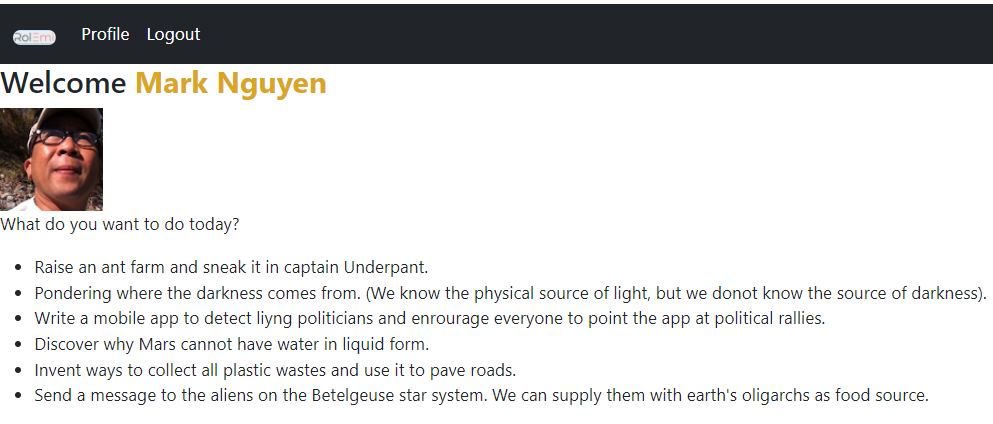 RolEmi
Profile
Logout
Welcome Mark Nguyen
What do you want to do today?
Raise an ant farm and sneak it in captain Underpant.
Pondering where the darkness comes from. (We know the physical source of light, but we donot know the source of darkness).
Write a mobile app to detect liyng politicians and enrourage everyone to point the app at political rallies.
Discover why Mars cannot have water in liquid form.
Invent ways to collect all plastic wastes and use it to pave roads.
Send a message to the aliens on the Betelgeuse star system. We can supply them with earth's oligarchs as food source.